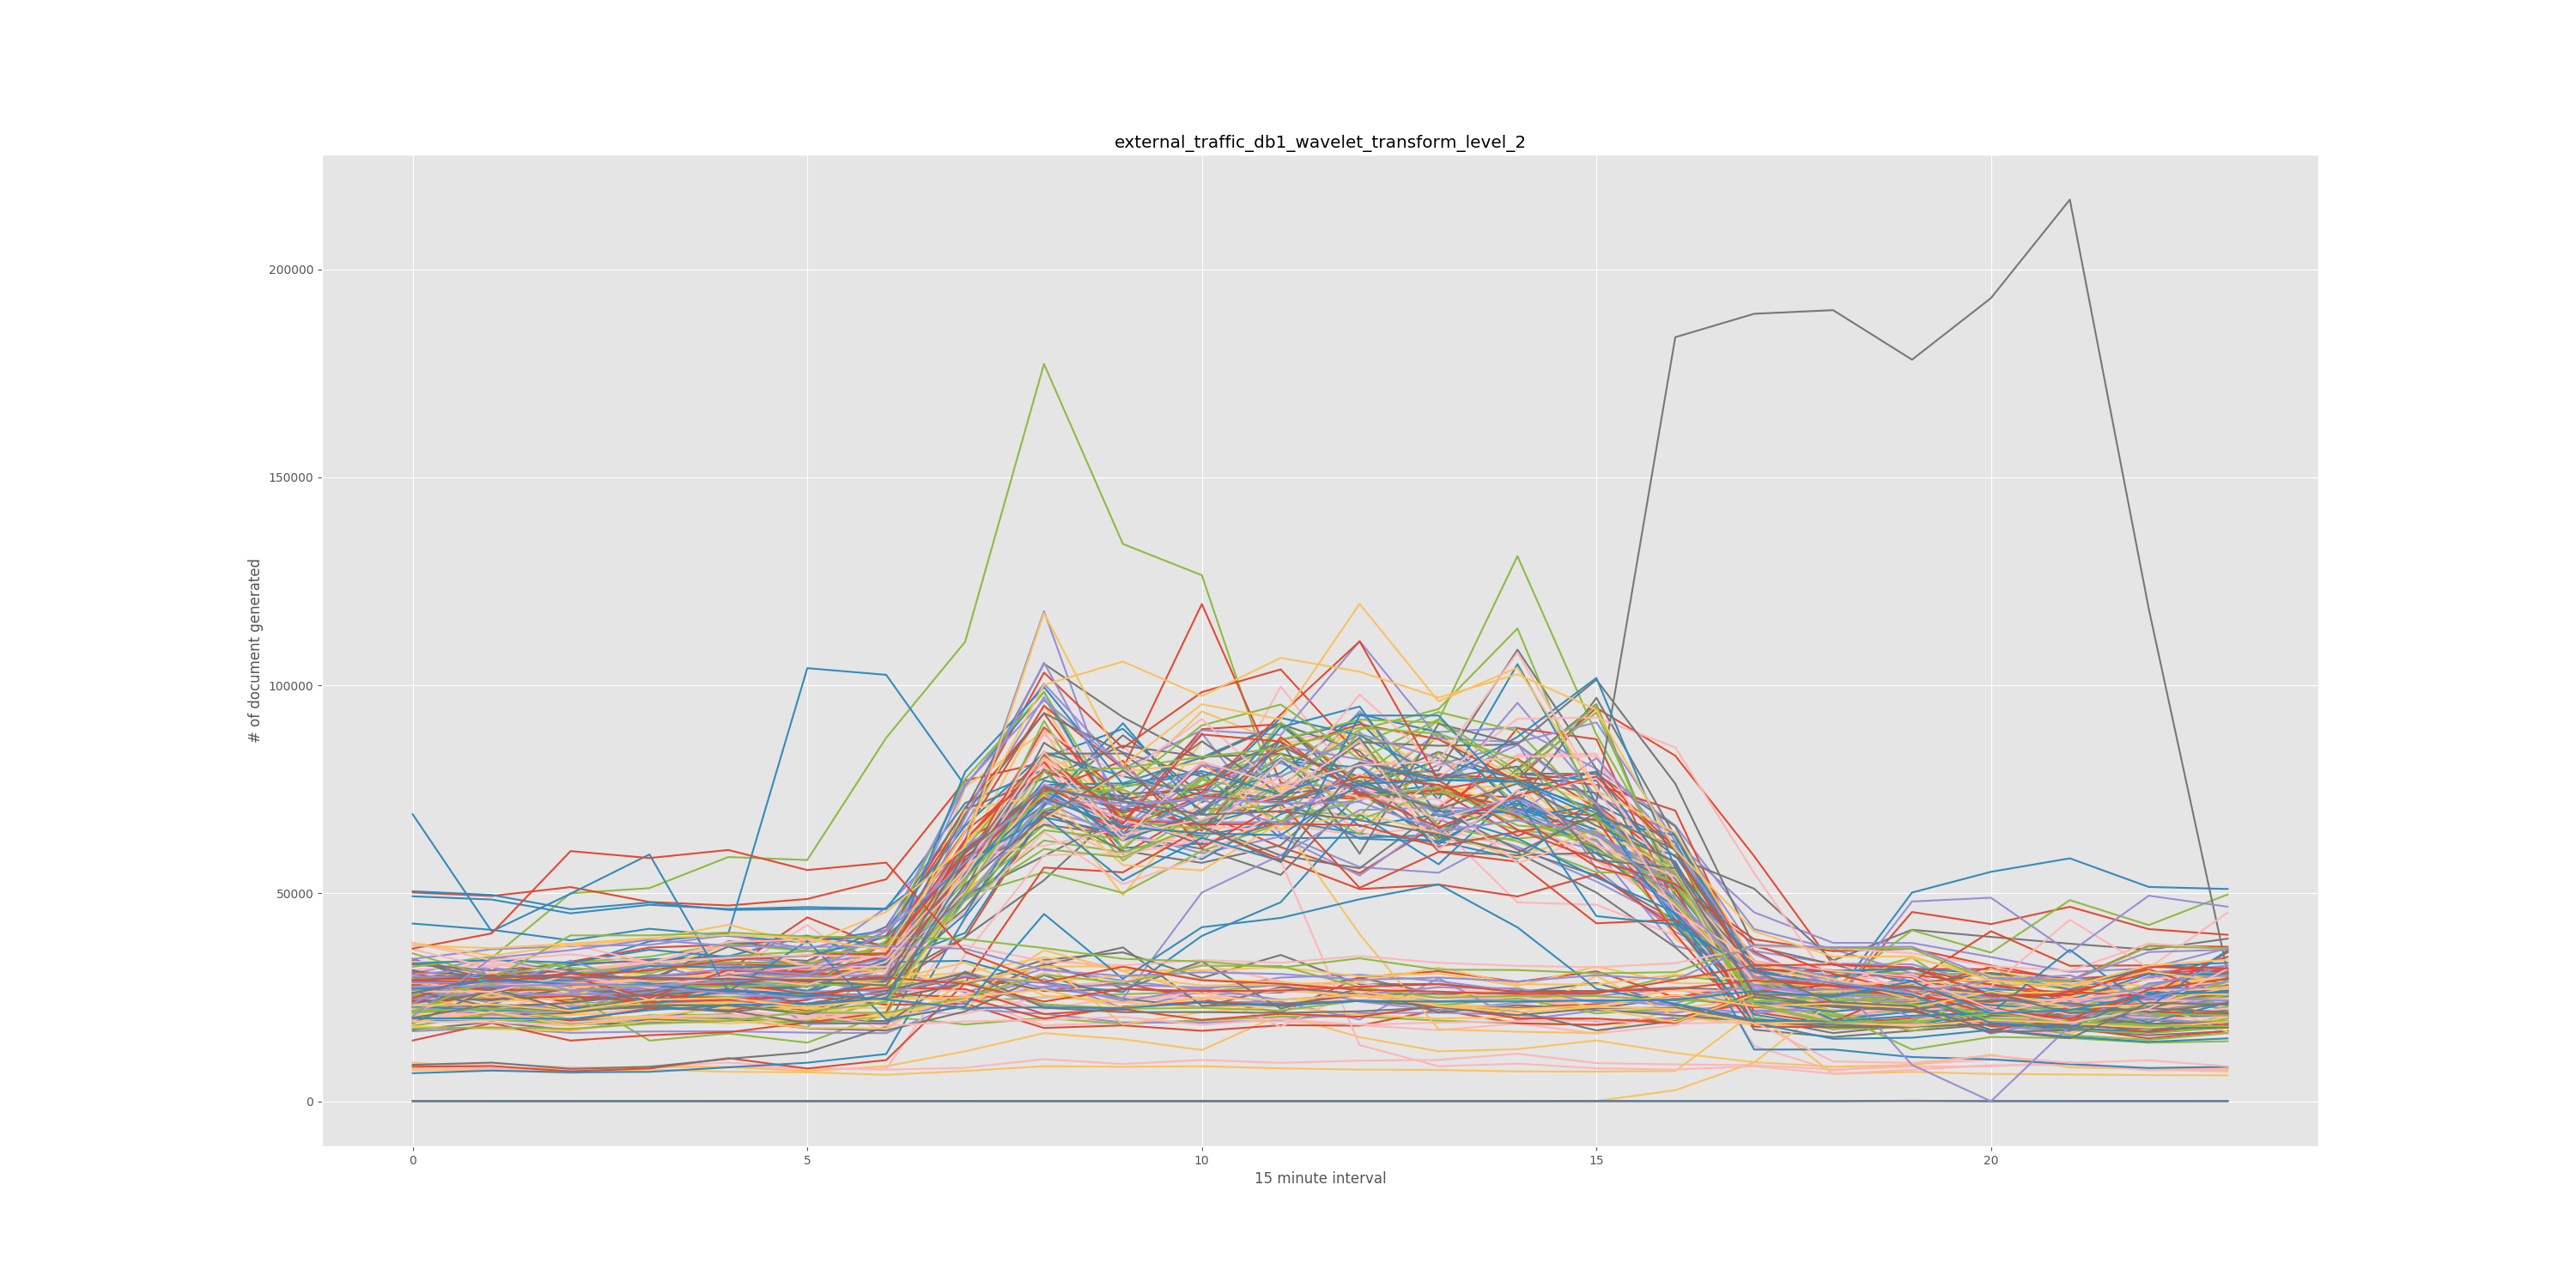 external_traffic_db1_wavelet_transform_level_2
200000
150000
100000
50000
0
# of document generated
0 5 10 15 20
15 minute interval